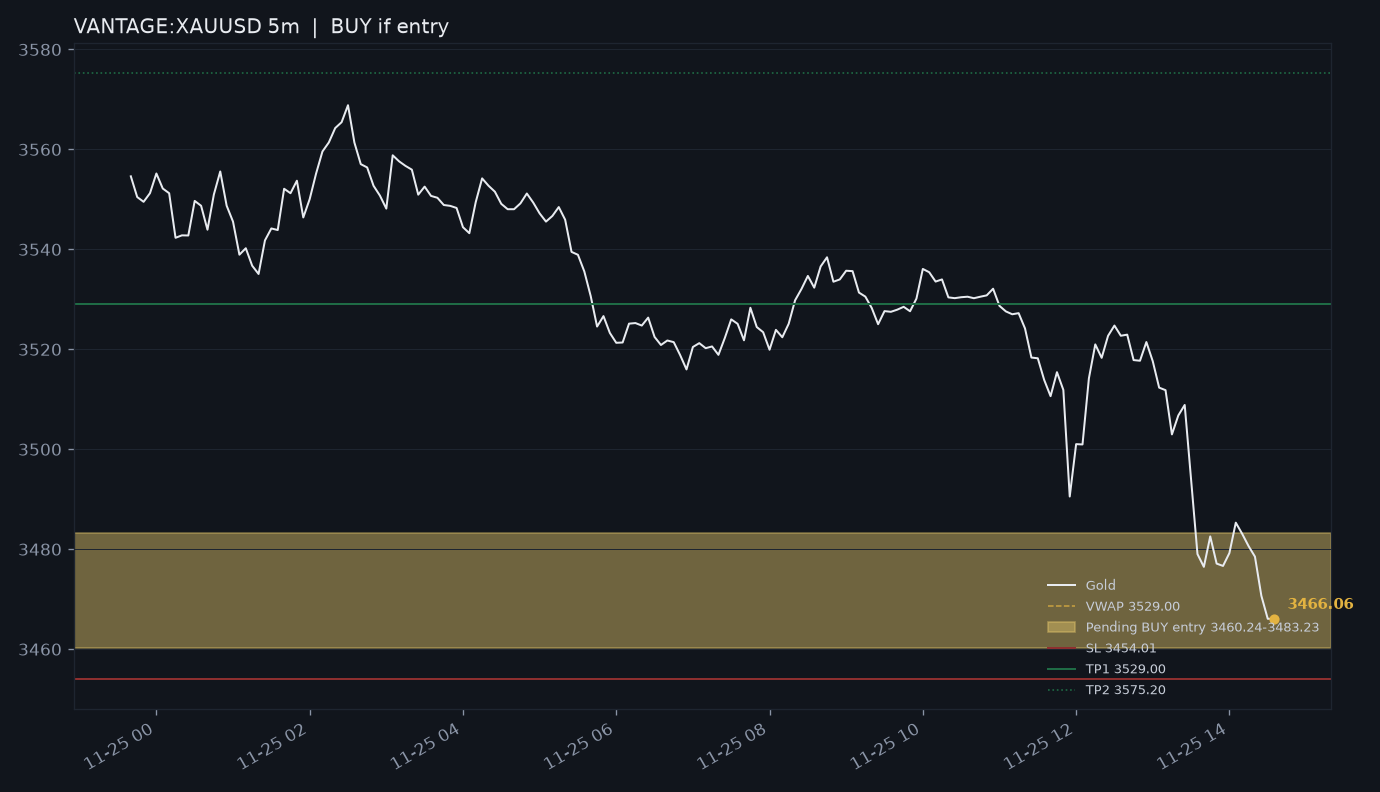 VANTAGE:XAUUSD 5m | BUY if entry
3580
3560
3540
3520
3500
3480
3460
Gold
VWAP 3529.00
Pending BUY entry 3460.24-3483.23
SL 3454.01
TP1 3529.00
TP2 3575.20
3466.06
11-25 00
11-25 02
11-25 04
11-25 06
11-25 08
11-25 10
11-25 12
11-25 14